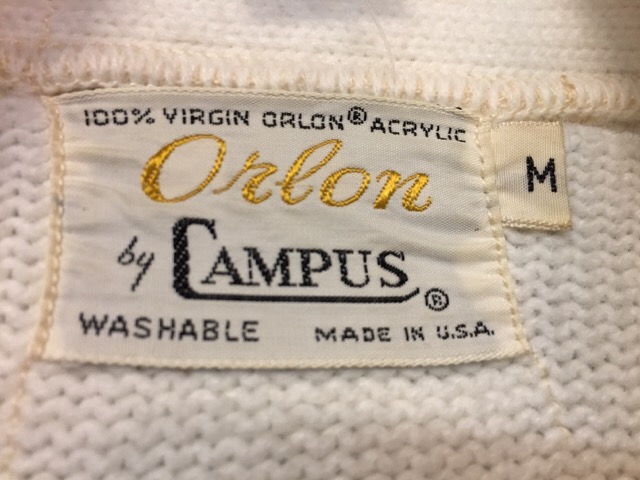 100% VIRGIN ORLON® ACRYLIC
Orlon
by CAMPUS®
WASHABLE MADE IN U.S.A.
M